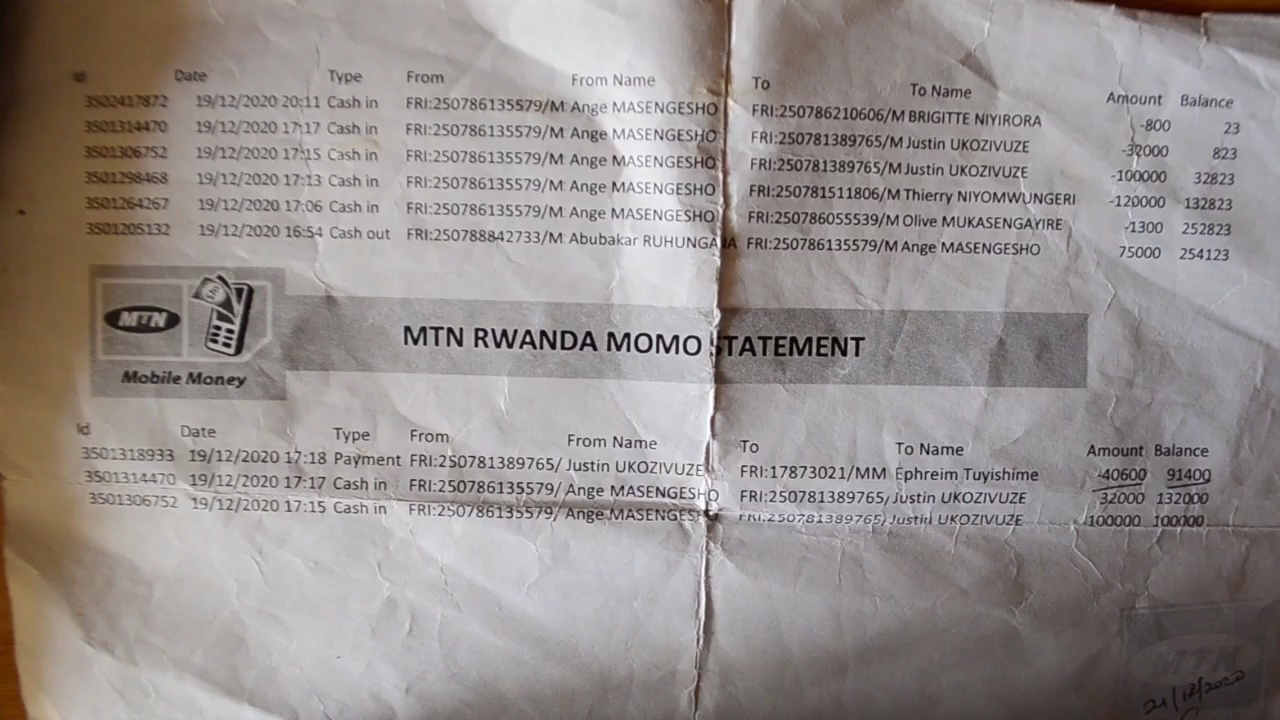 Id Date Type From From Name To To Name Amount Balance
3502417872 19/12/2020 20:11 Cash in FRI:250786135579/M Ange MASENGESHO FRI:250786210606/M BRIGITTE NIYIRORA -800 23
3501314470 19/12/2020 17:17 Cash in FRI:250786135579/M Ange MASENGESHO FRI:250781389765/M Justin UKOZIVUZE -32000 823
3501306752 19/12/2020 17:15 Cash in FRI:250786135579/M Ange MASENGESHO FRI:250781389765/M Justin UKOZIVUZE -100000 32823
3501298468 19/12/2020 17:13 Cash in FRI:250786135579/M Ange MASENGESHO FRI:250781511806/M Thierry NIYOMWUNGERI -120000 132823
3501264267 19/12/2020 17:06 Cash in FRI:250786135579/M Ange MASENGESHO FRI:250786055539/M Olive MUKASENGAYIRE -1300 252823
3501205132 19/12/2020 16:54 Cash out FRI:250788842733/M Abubakar FRI:250786135579/M Ange MASENGESHO 75000 254123
MTN
Mobile Money
MTN RWANDA MOMO STATEMENT
Id Date Type From From Name To To Name Amount Balance
3501318933 19/12/2020 17:18 Payment FRI:250781389765/ Justin UKOZIVUZE FRI:17873021/MM Ephreim Tuyishime -40600 91400
3501314470 19/12/2020 17:17 Cash in FRI:250786135579/ Ange MASENGESHO FRI:250781389765/ Justin UKOZIVUZE 32000 132000
3501306752 19/12/2020 17:15 Cash in FRI:250786135579/ Ange MASENGESHO FRI:250781389765/ Justin UKOZIVUZE 100000 100000
MTN
21/12/2020